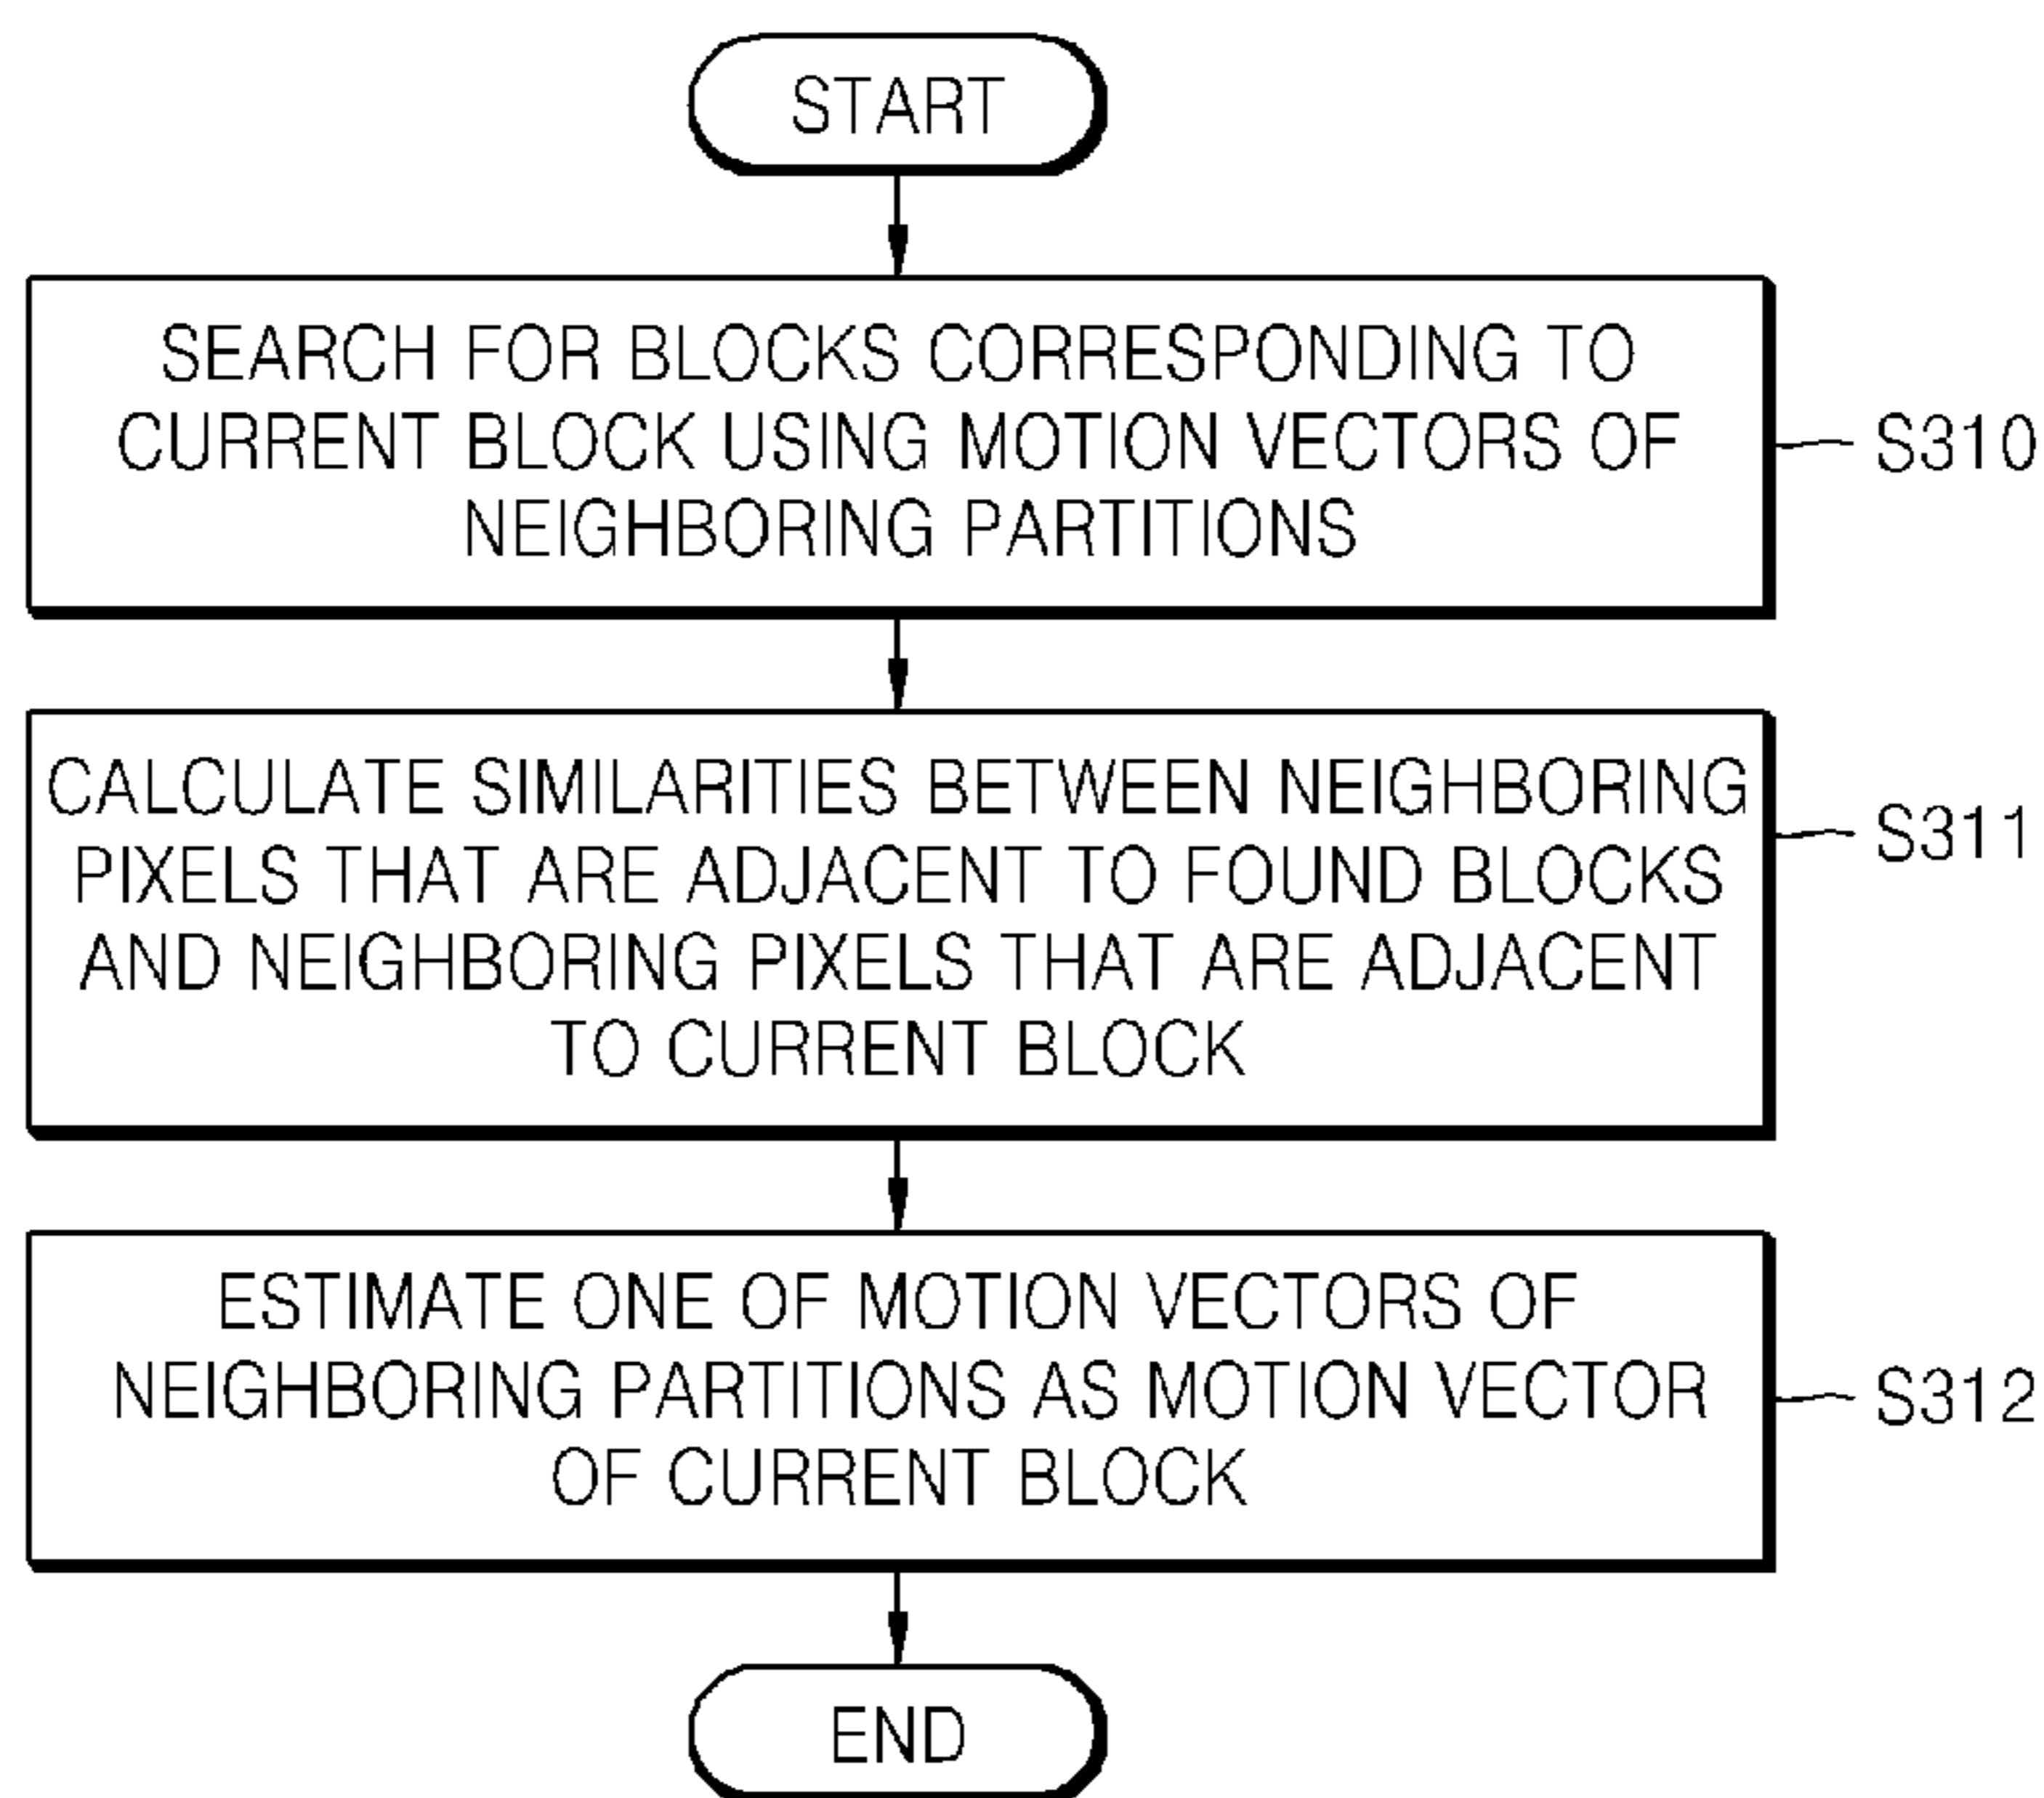 START
SEARCH FOR BLOCKS CORRESPONDING TO
CURRENT BLOCK USING MOTION VECTORS OF
NEIGHBORING PARTITIONS
S310
CALCULATE SIMILARITIES BETWEEN NEIGHBORING
PIXELS THAT ARE ADJACENT TO FOUND BLOCKS
AND NEIGHBORING PIXELS THAT ARE ADJACENT
TO CURRENT BLOCK
S311
ESTIMATE ONE OF MOTION VECTORS OF
NEIGHBORING PARTITIONS AS MOTION VECTOR
OF CURRENT BLOCK
S312
END